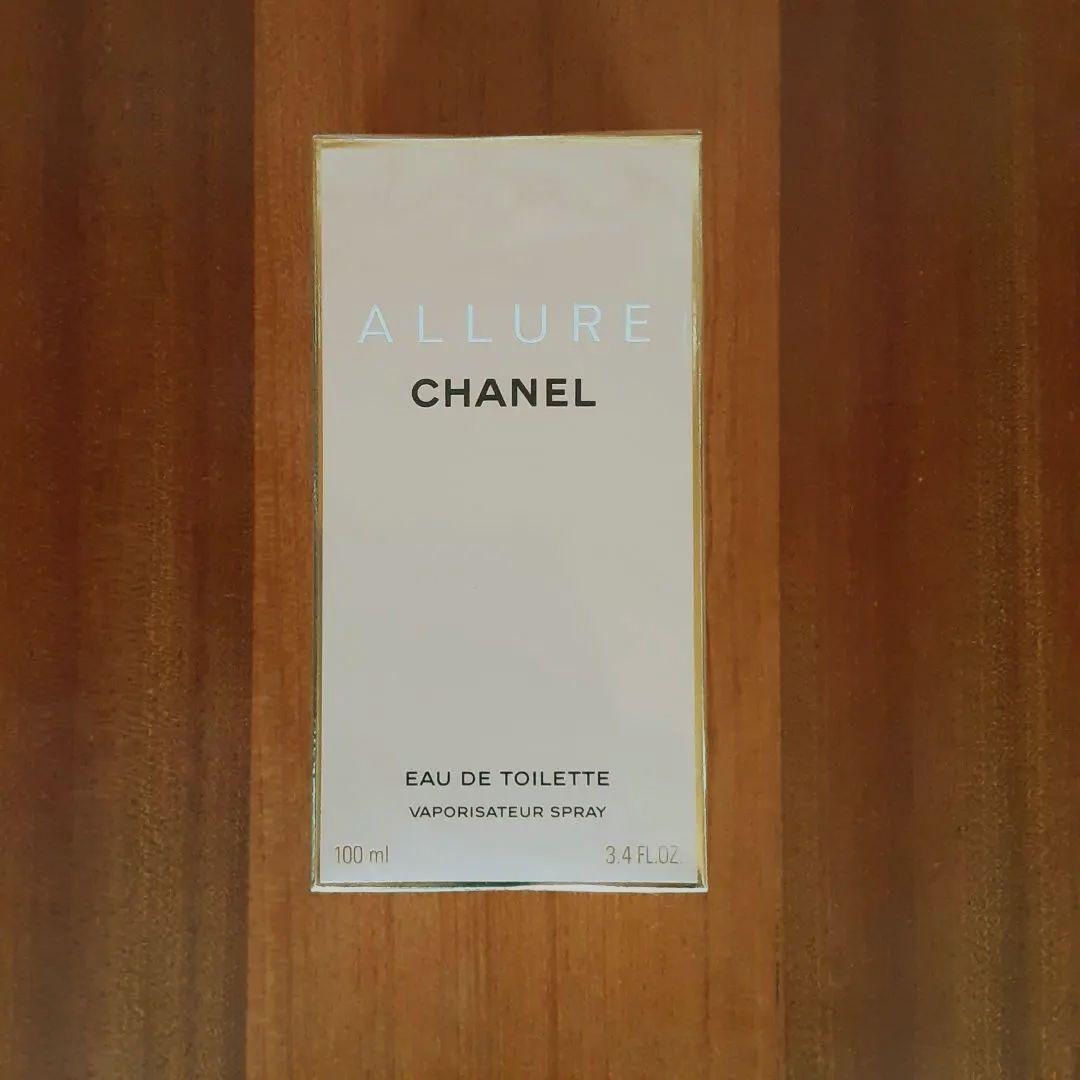 ALLURE
CHANEL
EAU DE TOILETTE
VAPORISATEUR SPRAY
100 ml 3.4 FL.OZ.